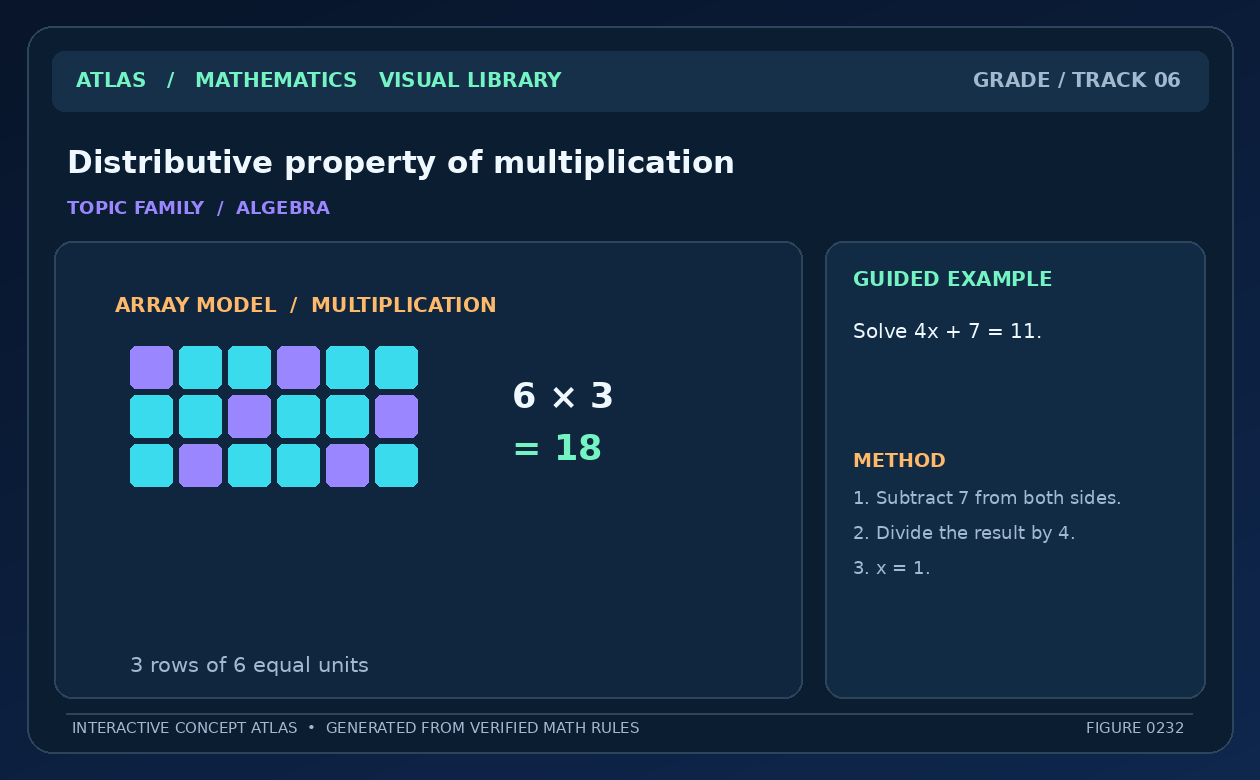 ATLAS / MATHEMATICS VISUAL LIBRARY
GRADE / TRACK 06
Distributive property of multiplication
TOPIC FAMILY / ALGEBRA
ARRAY MODEL / MULTIPLICATION
6 × 3
= 18
3 rows of 6 equal units
GUIDED EXAMPLE
Solve 4x + 7 = 11.
METHOD
1. Subtract 7 from both sides.
2. Divide the result by 4.
3. x = 1.
INTERACTIVE CONCEPT ATLAS • GENERATED FROM VERIFIED MATH RULES
FIGURE 0232